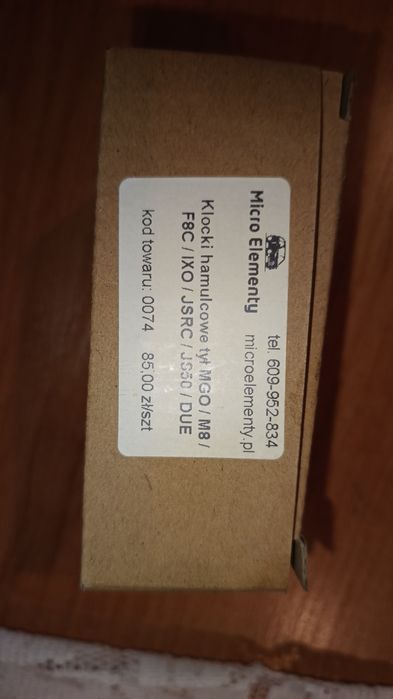 Micro Elementy
tel. 609-952-834
microelementy.pl
Klocki hamulcowe tył MGO / M8 /
F8C / IXO / JSRC / JS50 / DUE
kod towaru: 0074 85,00 zł/szt